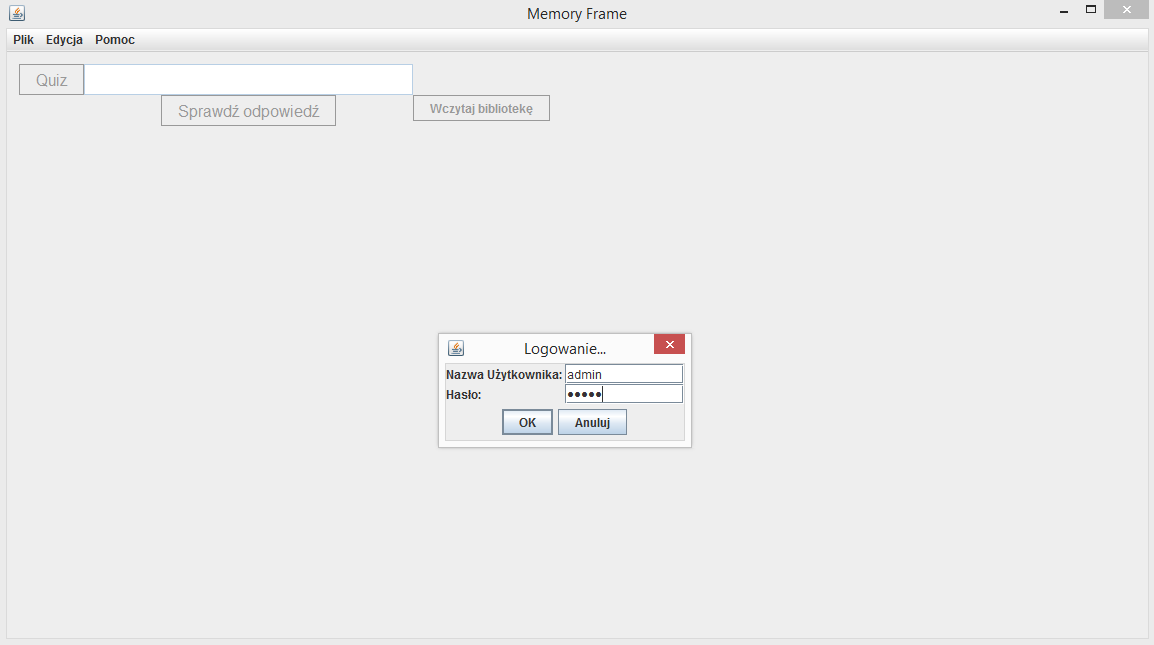 Memory Frame
Plik Edycja Pomoc
Quiz
Sprawdź odpowiedź Wczytaj bibliotekę
Logowanie...
Nazwa Użytkownika: admin
Hasło: •••••
OK Anuluj